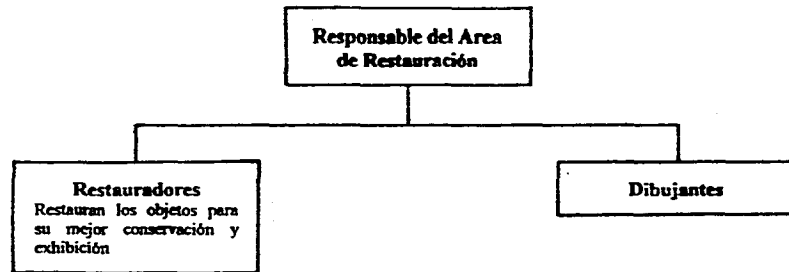 Responsable del Area
de Restauración
Restauradores
Restauran los objetos para
su mejor conservación y
exhibición
Dibujantes